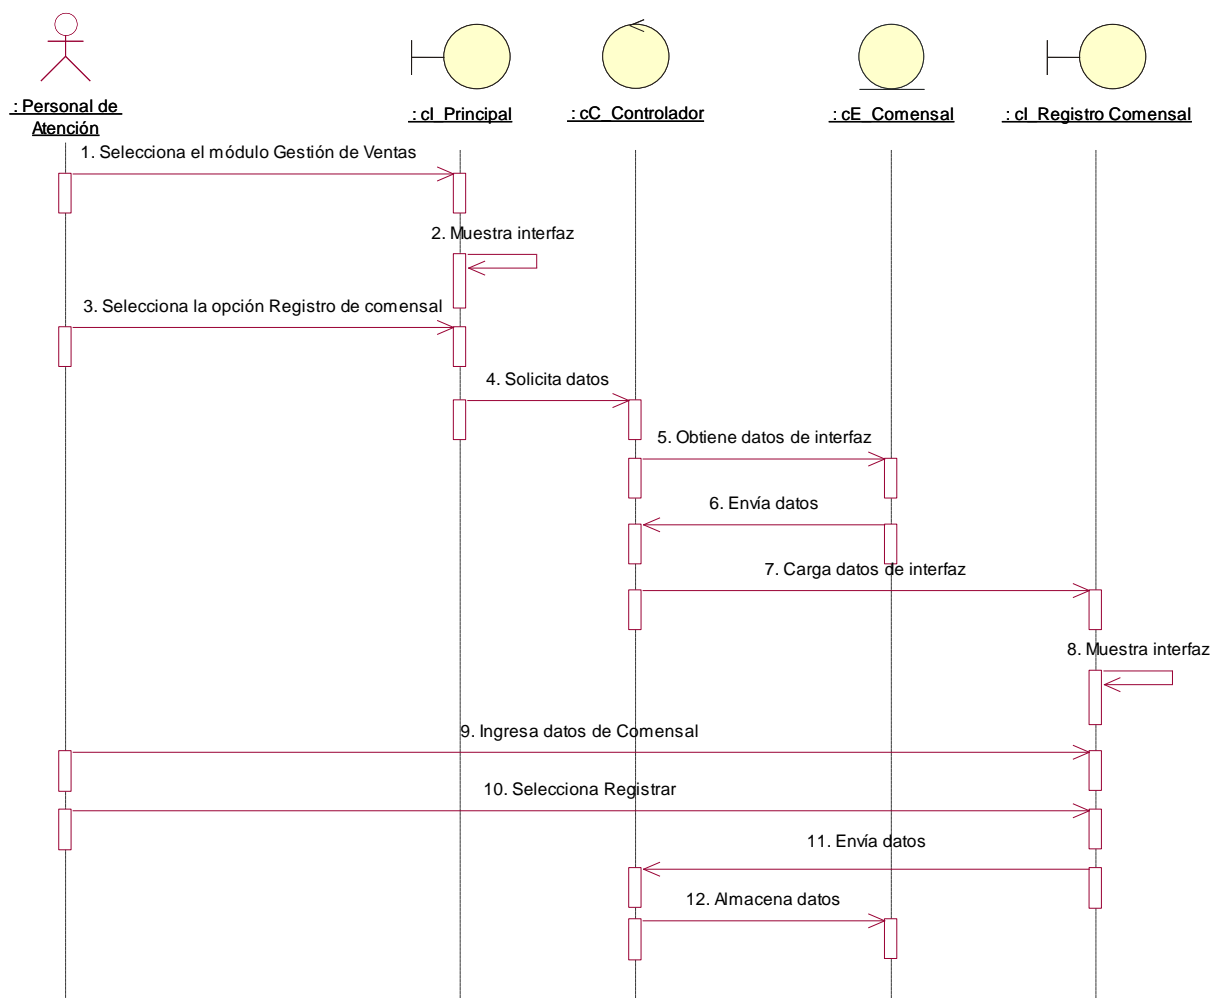 : Personal de
Atención
: cI_Principal
: cC_Controlador
: cE_Comensal
: cI_Registro Comensal
1. Selecciona el módulo Gestión de Ventas
2. Muestra interfaz
3. Selecciona la opción Registro de comensal
4. Solicita datos
5. Obtiene datos de interfaz
6. Envía datos
7. Carga datos de interfaz
8. Muestra interfaz
9. Ingresa datos de Comensal
10. Selecciona Registrar
11. Envía datos
12. Almacena datos